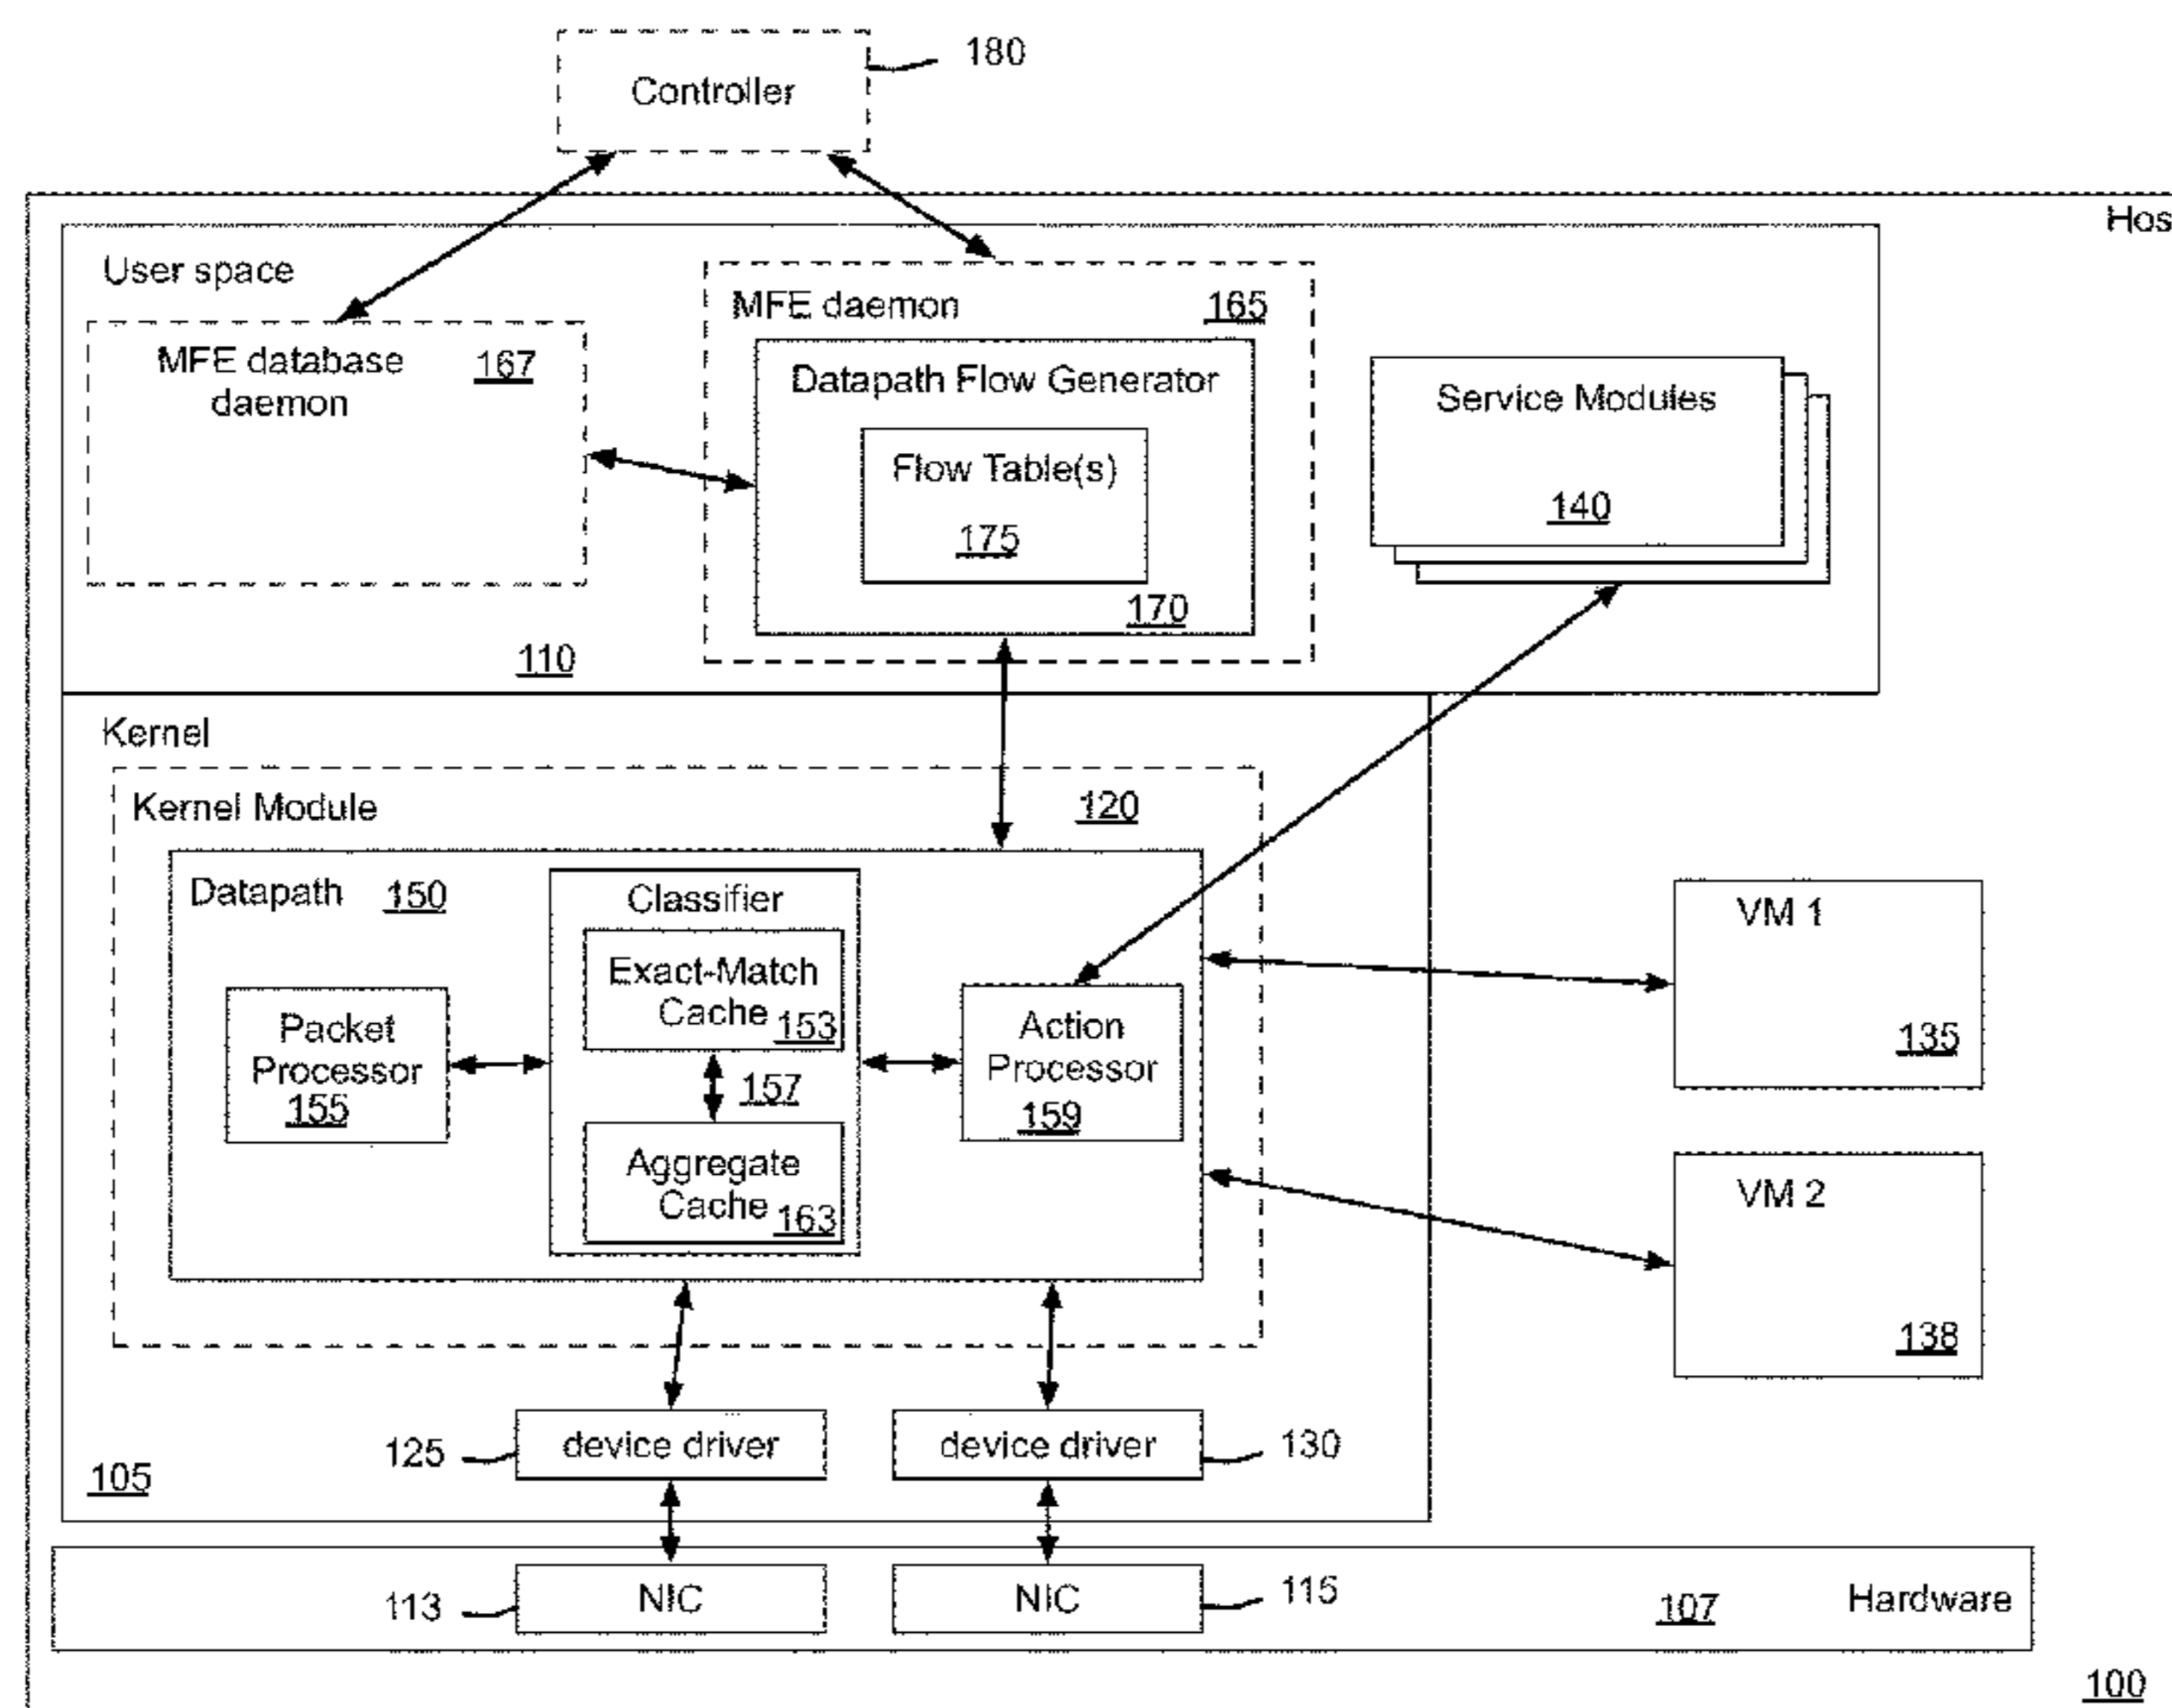 Controller
180
Hos
User space
MFE database
daemon
167
MFE daemon
165
Datapath Flow Generator
Flow Table(s)
175
170
Service Modules
140
110
Kernel
Kernel Module
120
Datapath
150
Classifier
Exact-Match
Cache
153
157
Aggregate
Cache
163
Packet
Processor
155
Action
Processor
159
VM 1
135
VM 2
138
125
device driver
device driver
130
105
113
NIC
NIC
115
107
Hardware
100